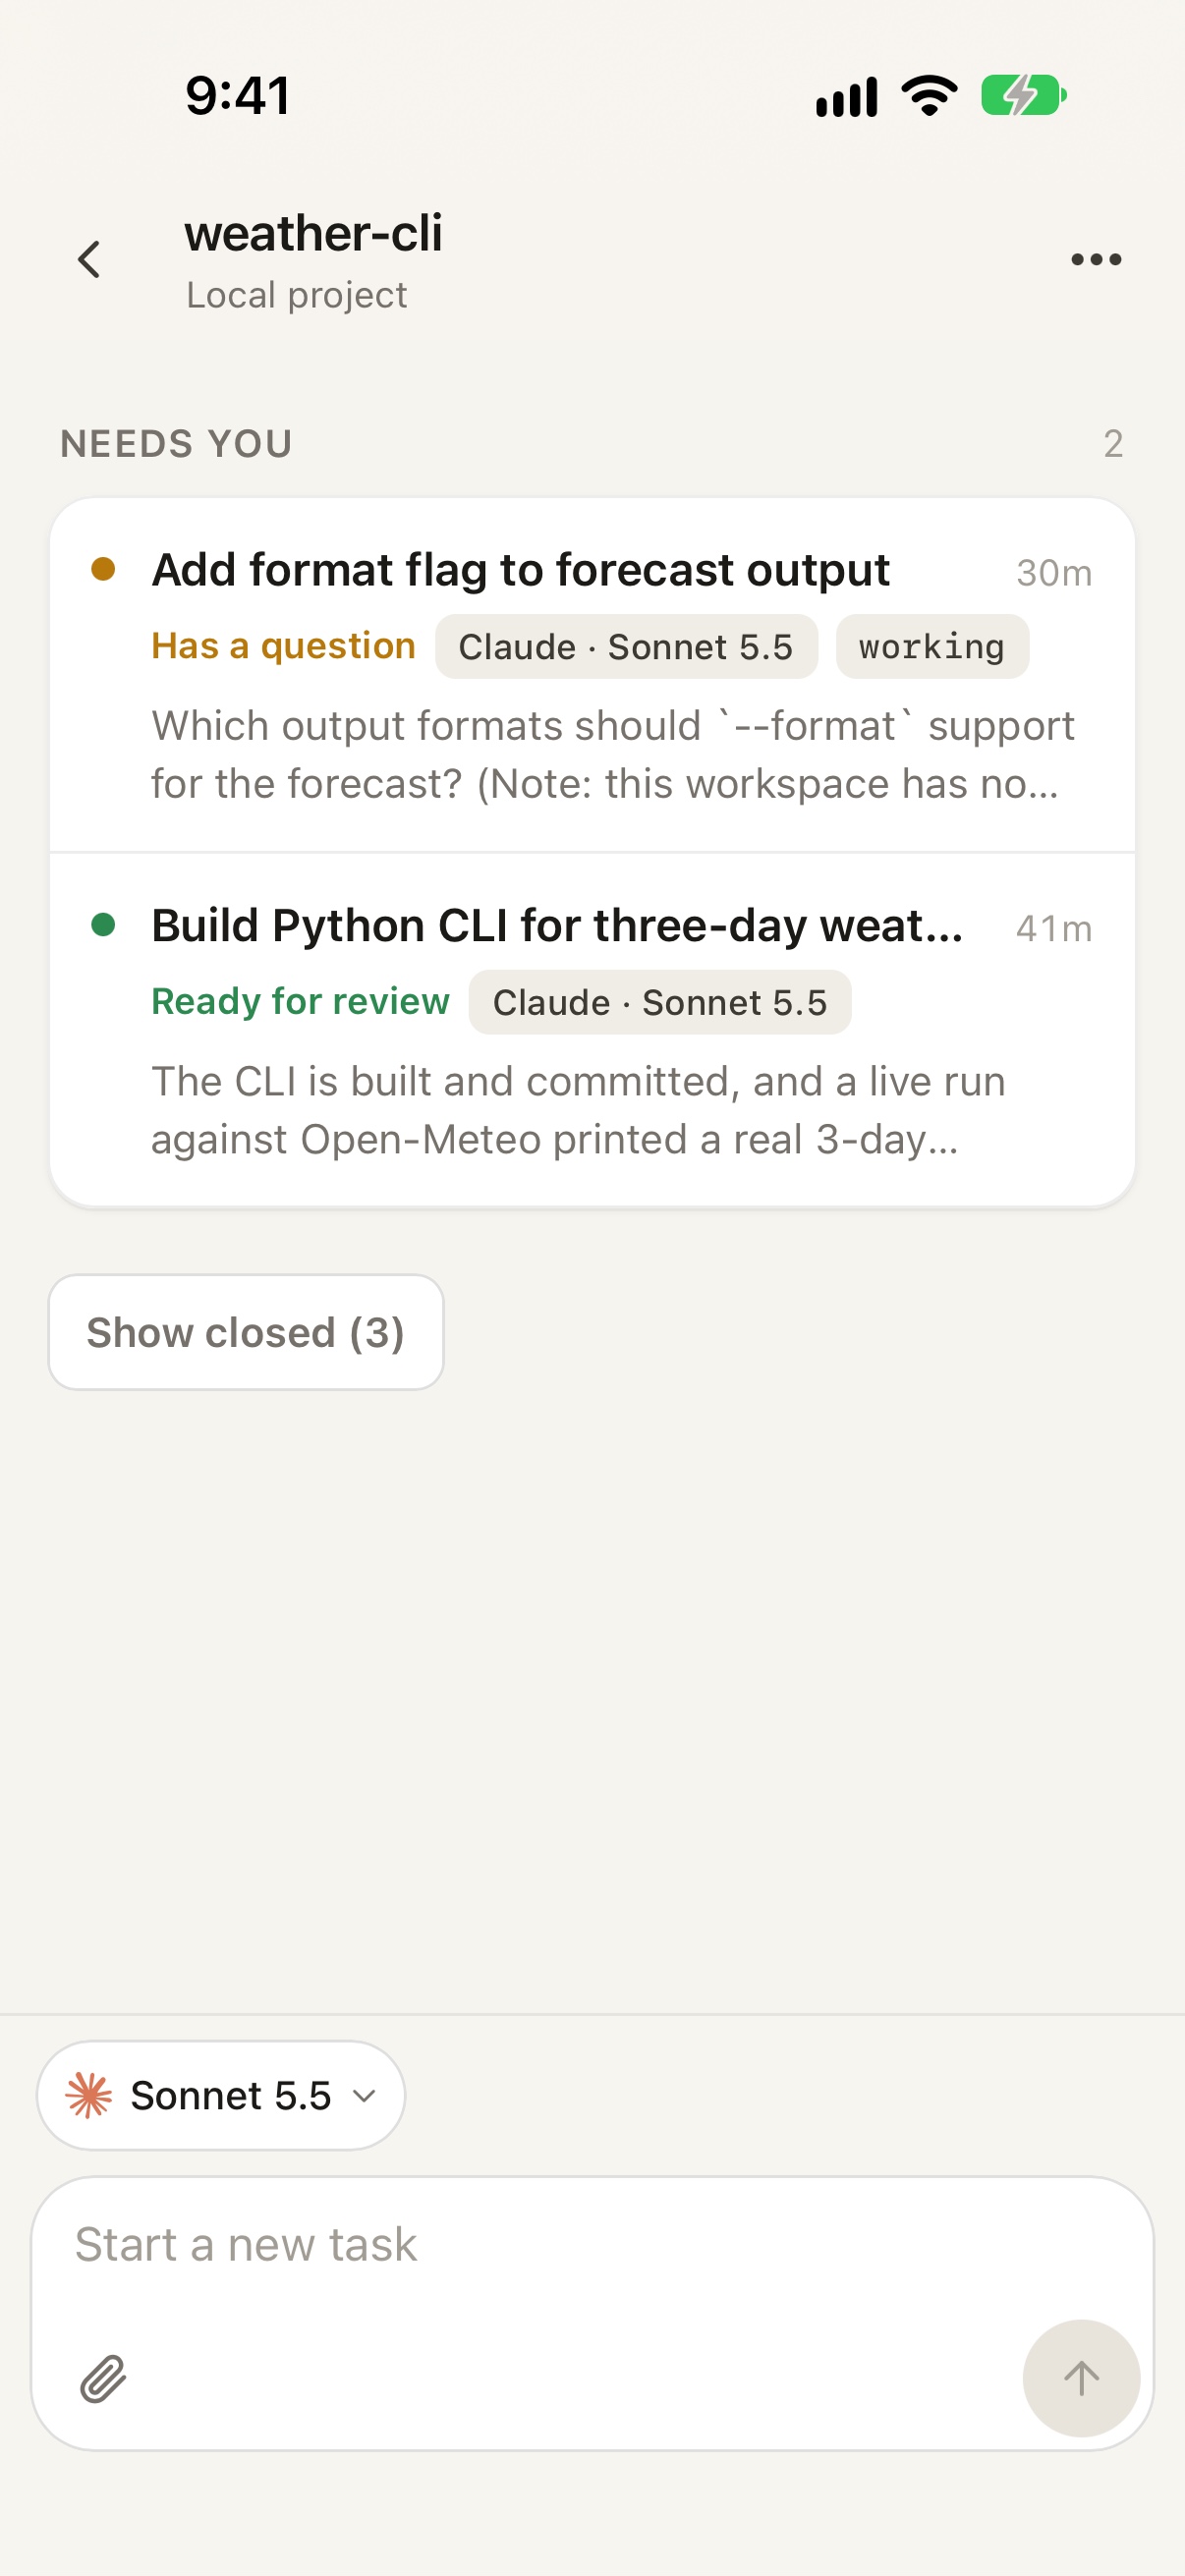 9:41
weather-cli
Local project
NEEDS YOU
2
Add format flag to forecast output
30m
Has a question
Claude · Sonnet 5.5
working
Which output formats should `--format` support
for the forecast? (Note: this workspace has no...
Build Python CLI for three-day weat...
41m
Ready for review
Claude · Sonnet 5.5
The CLI is built and committed, and a live run
against Open-Meteo printed a real 3-day...
Show closed (3)
Sonnet 5.5
Start a new task